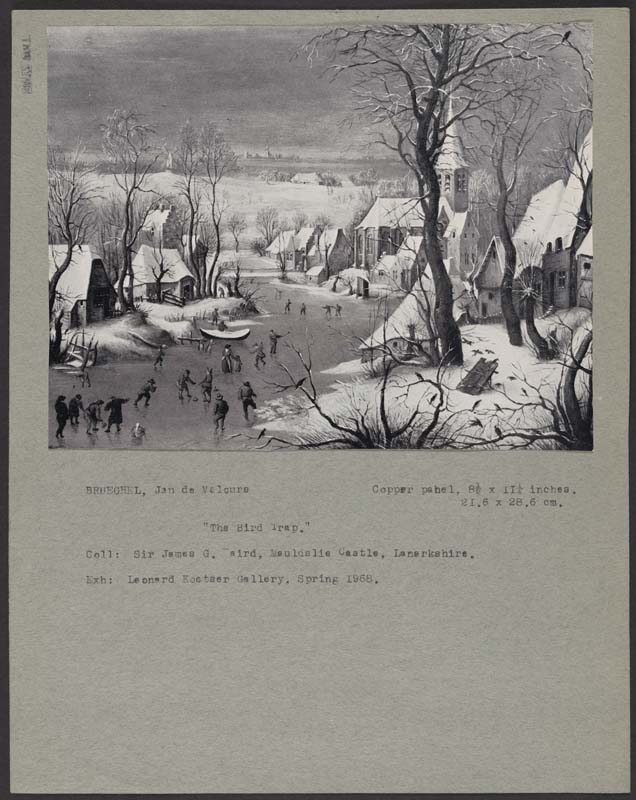 BRUEGHEL, Jan de Velours
Copper panel, 8½ x 11¼ inches.
21.6 x 28.6 cm.
"The Bird Trap."
Coll: Sir James G. Baird, Mauldslie Castle, Lanarkshire.
Exh: Leonard Koetser Gallery. Spring 1968.